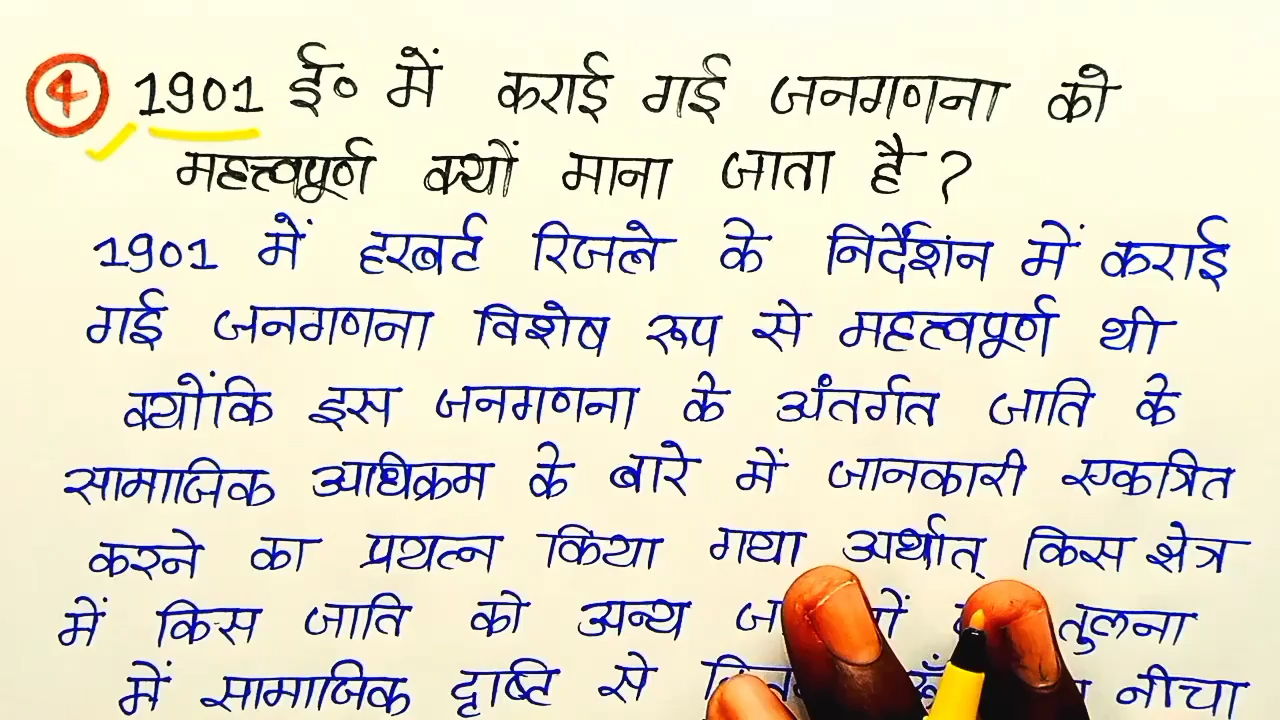 4 1901 ई० में कराई गई जनगणना को
महत्त्वपूर्ण क्यों माना जाता है?
1901 में हरबर्ट रिजले के निर्देशन में कराई
गई जनगणना विशेष रूप से महत्त्वपूर्ण थी
क्योंकि इस जनगणना के अंतर्गत जाति के
सामाजिक अधिक्रम के बारे में जानकारी एकत्रित
करने का प्रयत्न किया गया अर्थात् किस क्षेत्र
में किस जाति को अन्य तुलना
में सामाजिक दृष्टि से नीचा